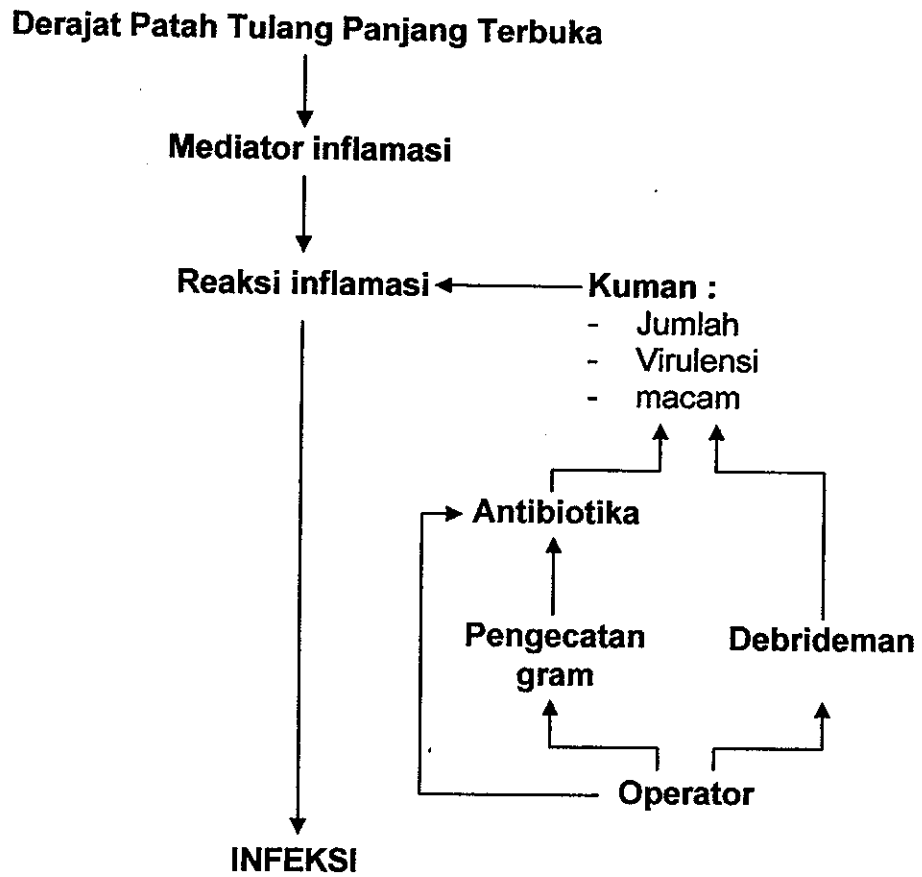 Derajat Patah Tulang Panjang Terbuka
Mediator inflamasi
Reaksi inflamasi
Kuman :
- Jumlah
- Virulensi
- macam
Antibiotika
Pengecatan
gram
Debrideman
Operator
INFEKSI